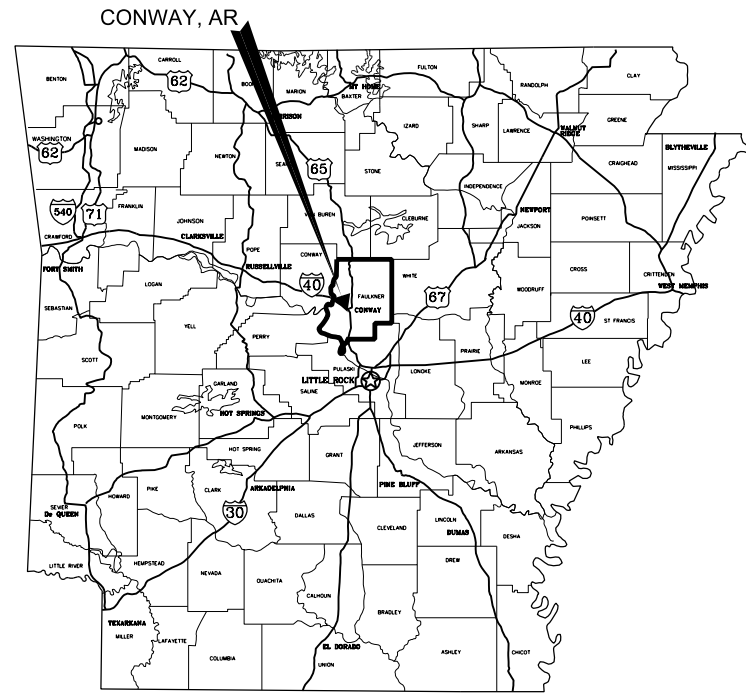 CONWAY, AR
CARROLL
FULTON
BENTON
62
MARION
MT HOME
BAXTER
RANDOLPH
CLAY
GREENE
WASHINGTON
62
MADISON
NEWTON
IZARD
SHARP
LAWRENCE
WALNUT
RIDGE
BLYTHEVILLE
CRAIGHEAD
MISSISSIPPI
65
STONE
INDEPENDENCE
540
71
FRANKLIN
JOHNSON
CLARKSVILLE
CLEBURNE
NEWPORT
JACKSON
POINSETT
CRAWFORD
POPE
CONWAY
RUSSELLVILLE
FORT SMITH
LOGAN
40
WHITE
FAULKNER
CONWAY
67
WOODRUFF
CROSS
CRITTENDEN
WEST MEMPHIS
SEBASTIAN
YELL
PERRY
40
ST FRANCIS
SCOTT
PULASKI
LITTLE ROCK
LONOKE
PRAIRIE
MONROE
LEE
GARLAND
SALINE
POLK
MONTGOMERY
HOT SPRINGS
PHILLIPS
HOT SPRING
GRANT
JEFFERSON
ARKANSAS
HOWARD
PIKE
CLARK
ARKADELPHIA
PINE BLUFF
SEVIER
De QUEEN
30
DALLAS
CLEVELAND
LINCOLN
DUMAS
DESHA
LITTLE RIVER
HEMPSTEAD
NEVADA
OUACHITA
CALHOUN
DREW
BRADLEY
TEXARKANA
MILLER
LAFAYETTE
COLUMBIA
EL DORADO
UNION
ASHLEY
CHICOT